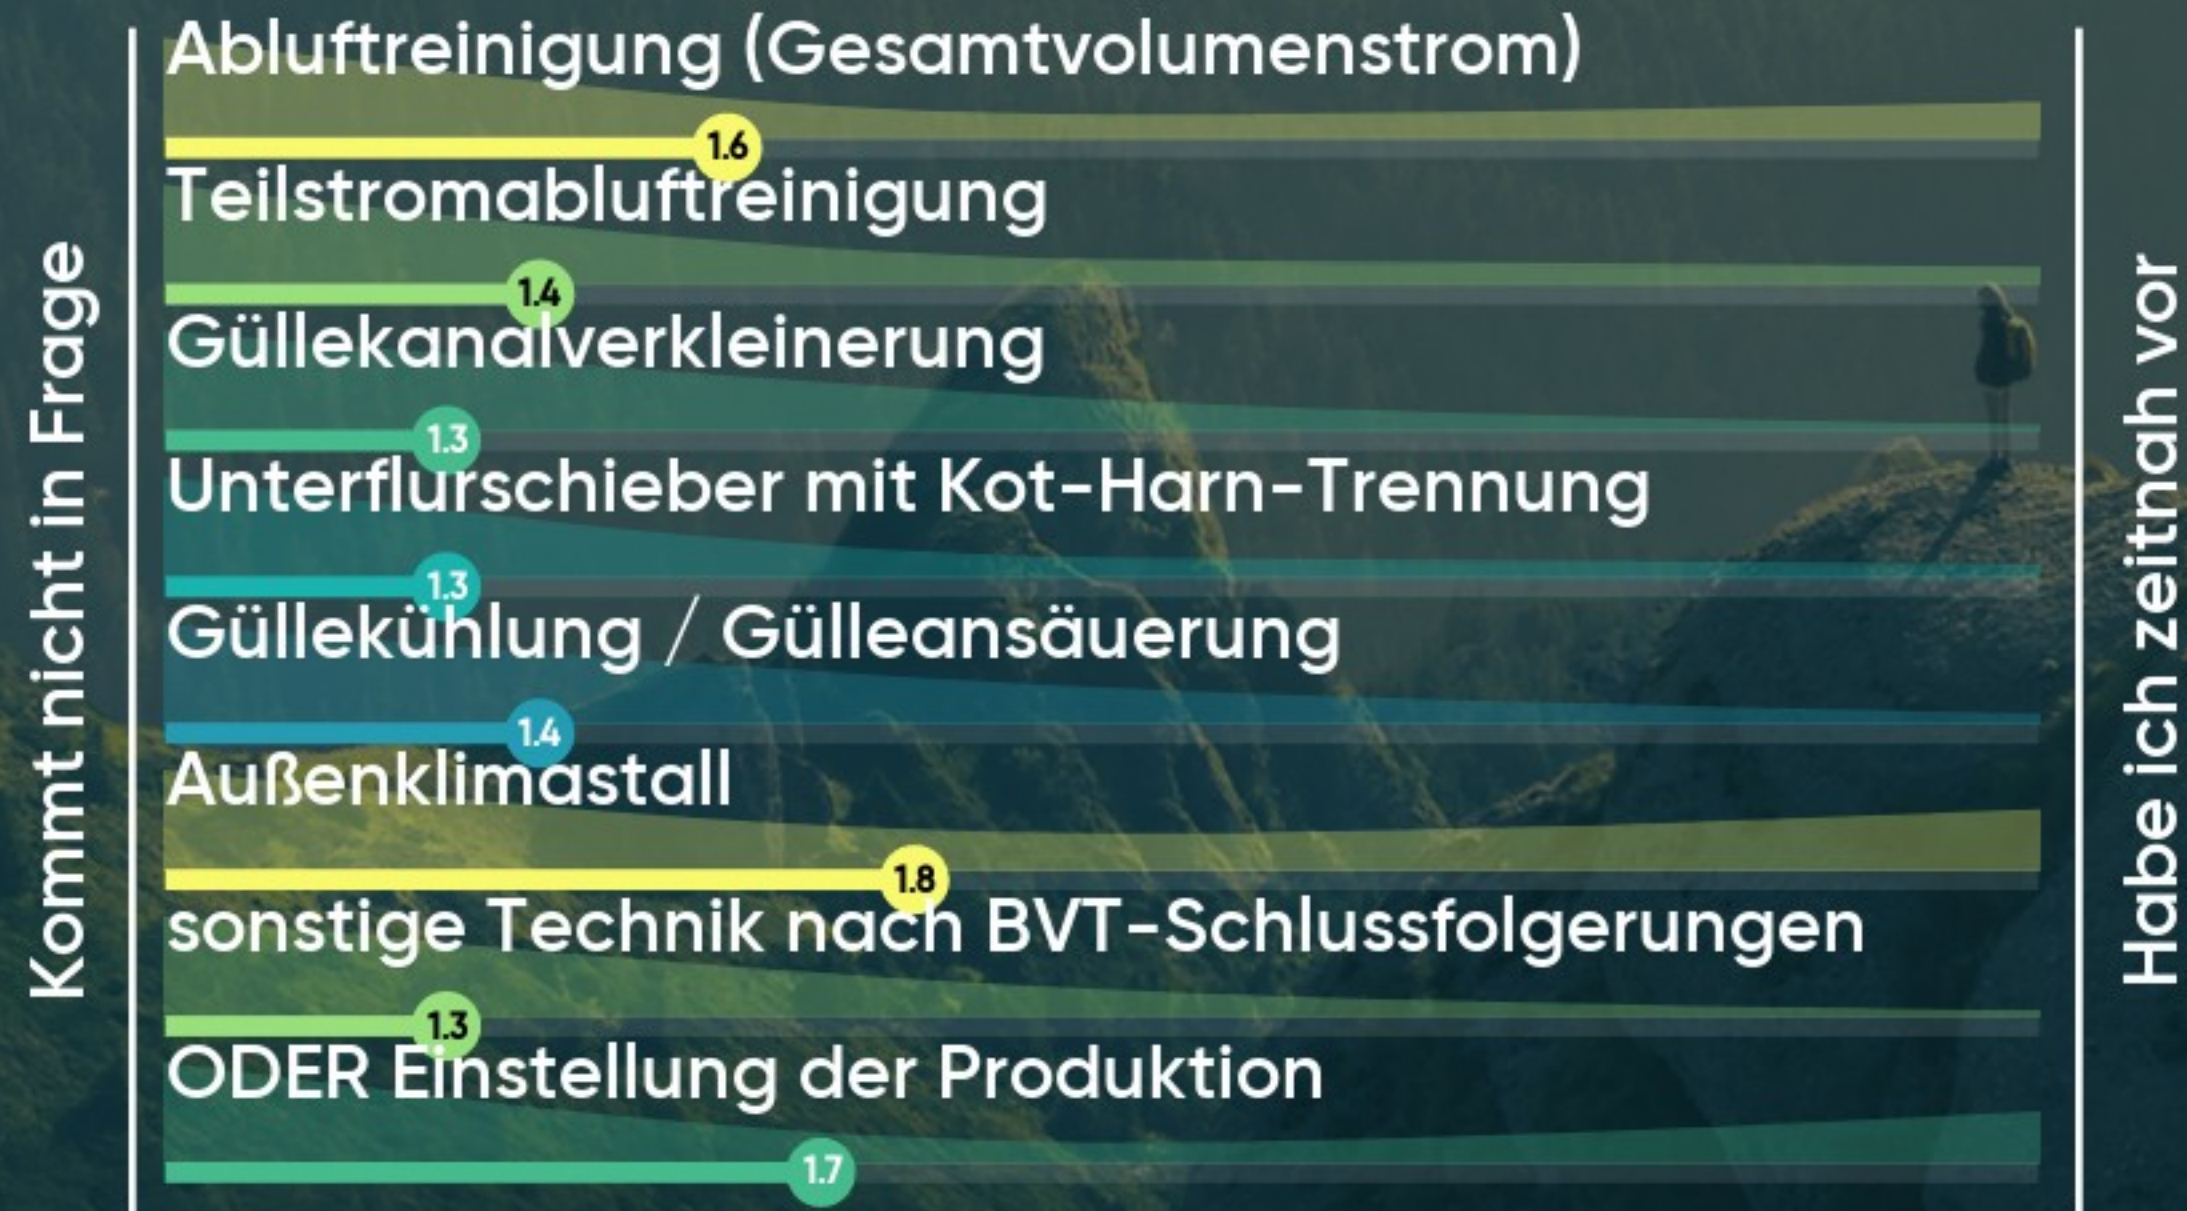 Kommt nicht in Frage
Abluftreinigung (Gesamtvolumenstrom)
1.6
Teilstromabluftreinigung
1.4
Güllekanalverkleinerung
1.3
Unterflurschieber mit Kot-Harn-Trennung
1.3
Güllekühlung / Gülleansäuerung
1.4
Außenklimastall
1.8
sonstige Technik nach BVT-Schlussfolgerungen
1.3
ODER Einstellung der Produktion
1.7
Habe ich zeitnah vor